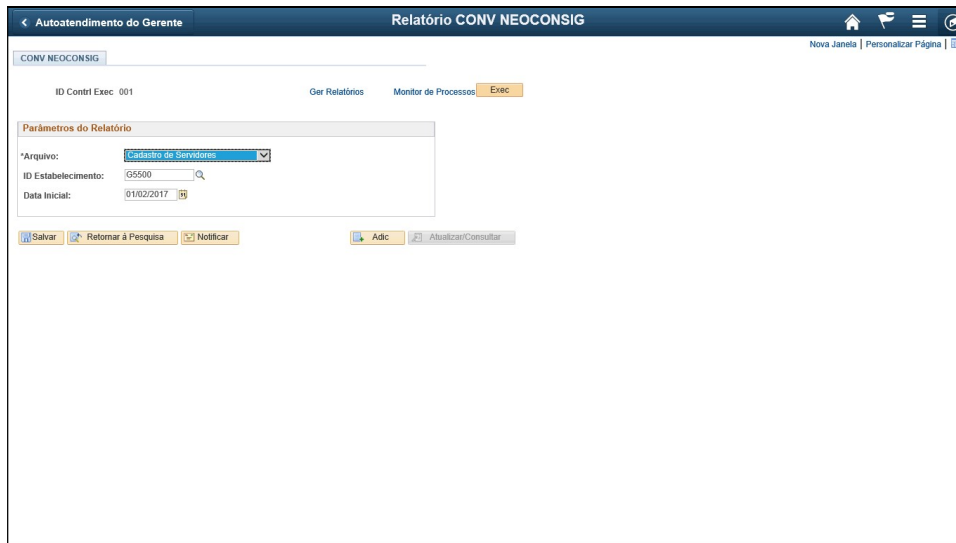 Autoatendimento do Gerente Relatório CONV NEOCONSIG
Nova Janela | Personalizar Página |
CONV NEOCONSIG
ID Contrl Exec 001 Ger Relatórios Monitor de Processos Exec
Parâmetros do Relatório
*Arquivo: Cadastro de Servidores
ID Estabelecimento: G5500
Data Inicial: 01/02/2017
Salvar Retornar à Pesquisa Notificar Adic Atualizar/Consultar